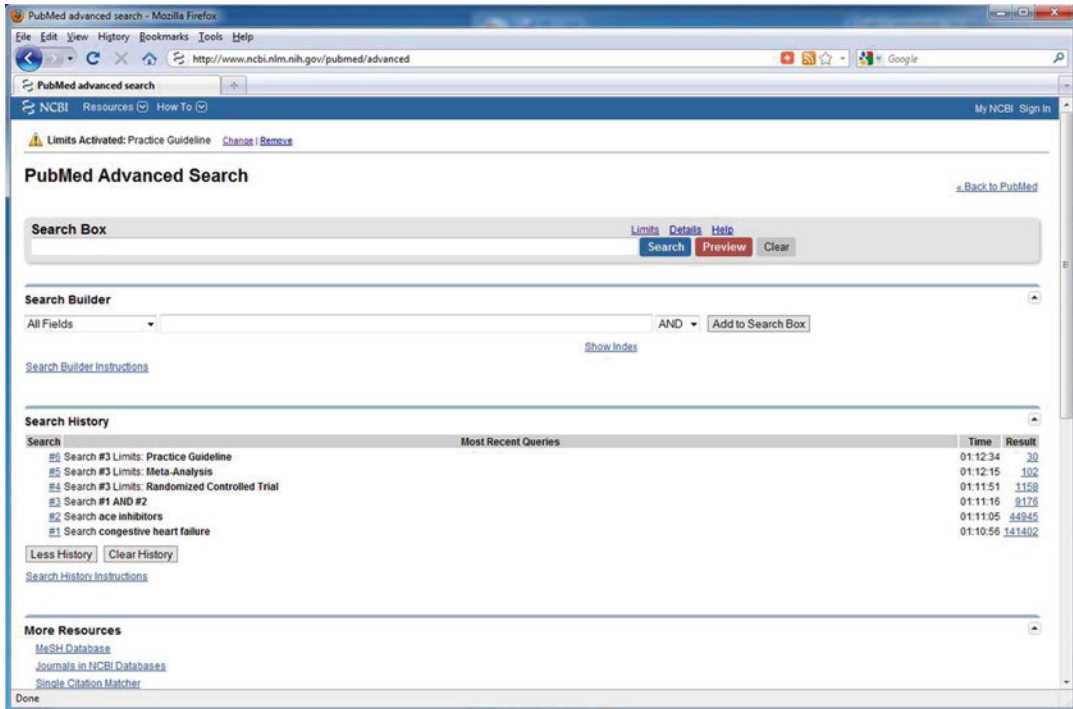 PubMed advanced search - Mozilla Firefox
File Edit View History Bookmarks Tools Help
http://www.ncbi.nlm.nih.gov/pubmed/advanced
Google
PubMed advanced search
NCBI Resources How To My NCBI Sign In
Limits Activated: Practice Guideline Change | Remove
PubMed Advanced Search
« Back to PubMed
Search Box Limits Details Help
Search Preview Clear
Search Builder
All Fields AND Add to Search Box
Show Index
Search Builder Instructions
Search History
Search Most Recent Queries Time Result
#6 Search #3 Limits: Practice Guideline 01:12:34 30
#5 Search #3 Limits: Meta-Analysis 01:12:15 102
#4 Search #3 Limits: Randomized Controlled Trial 01:11:51 1158
#3 Search #1 AND #2 01:11:16 9176
#2 Search ace inhibitors 01:11:05 44945
#1 Search congestive heart failure 01:10:56 141402
Less History Clear History
Search History Instructions
More Resources
MeSH Database
Journals in NCBI Databases
Single Citation Matcher
Done